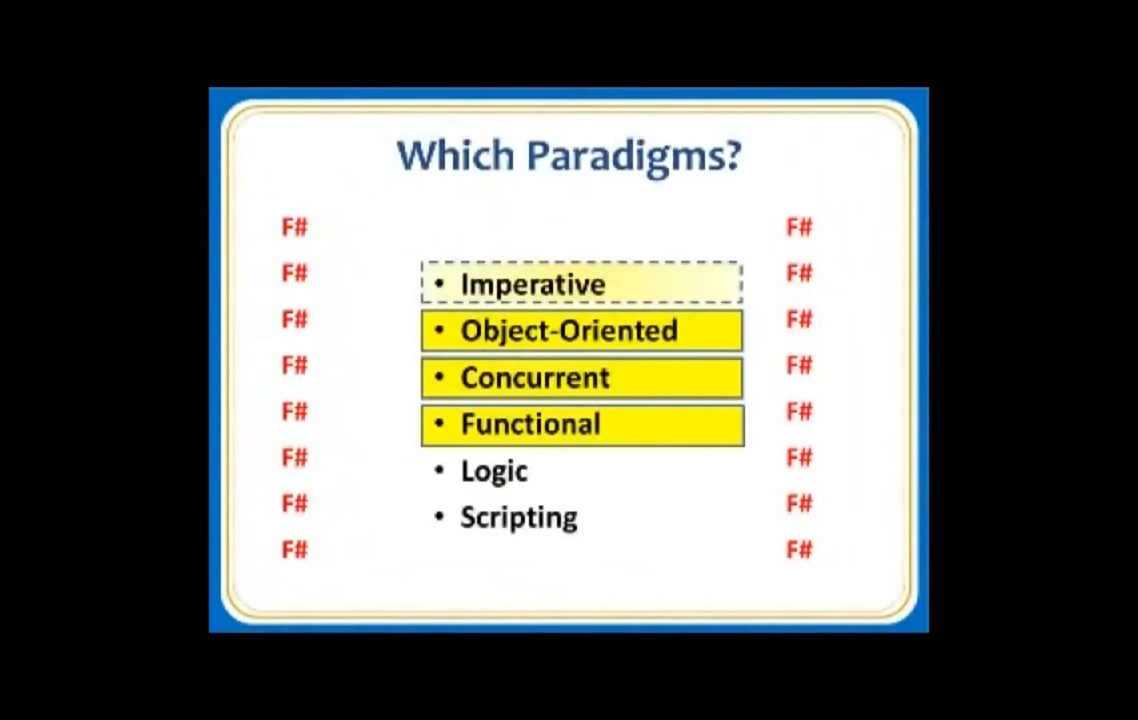 Which Paradigms?
F# F#
F# • Imperative F#
F# • Object-Oriented F#
F# • Concurrent F#
F# • Functional F#
F# • Logic F#
F# • Scripting F#
F# F#